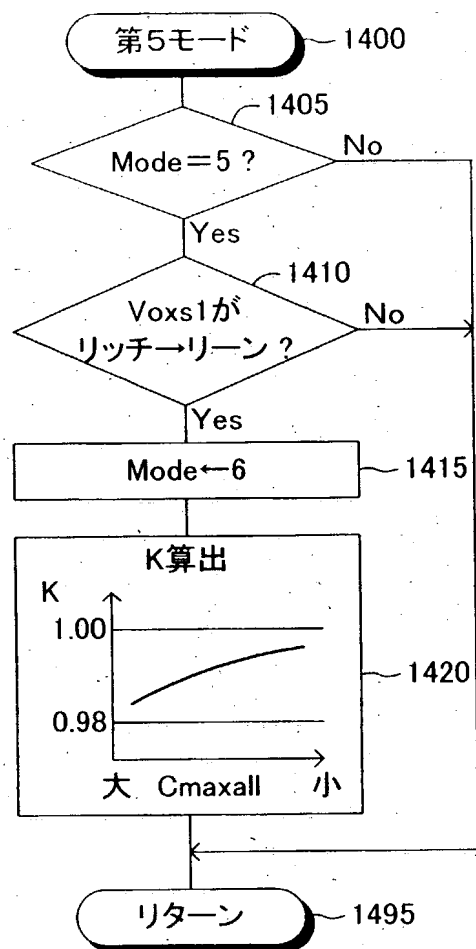 第5モード
1400
1405
Mode=5?
No
Yes
1410
Voxs1が
リッチ→リーン?
No
Yes
Mode←6
1415
K算出
K
1.00
0.98
大 Cmaxall 小
1420
リターン
1495